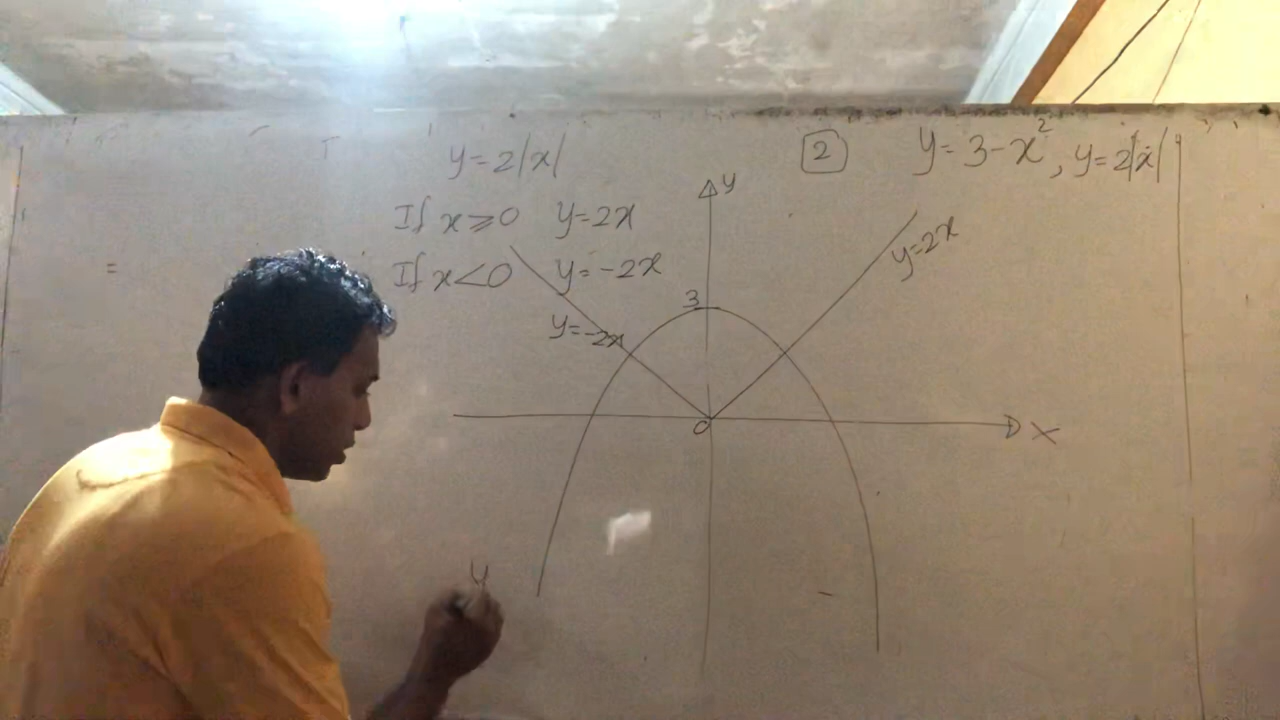 y=2|x|
If x≥0 y=2x
If x<0 y=-2x
2 y=3-x², y=2|x|
y
y=2x
3
y=-2x
0
x
y